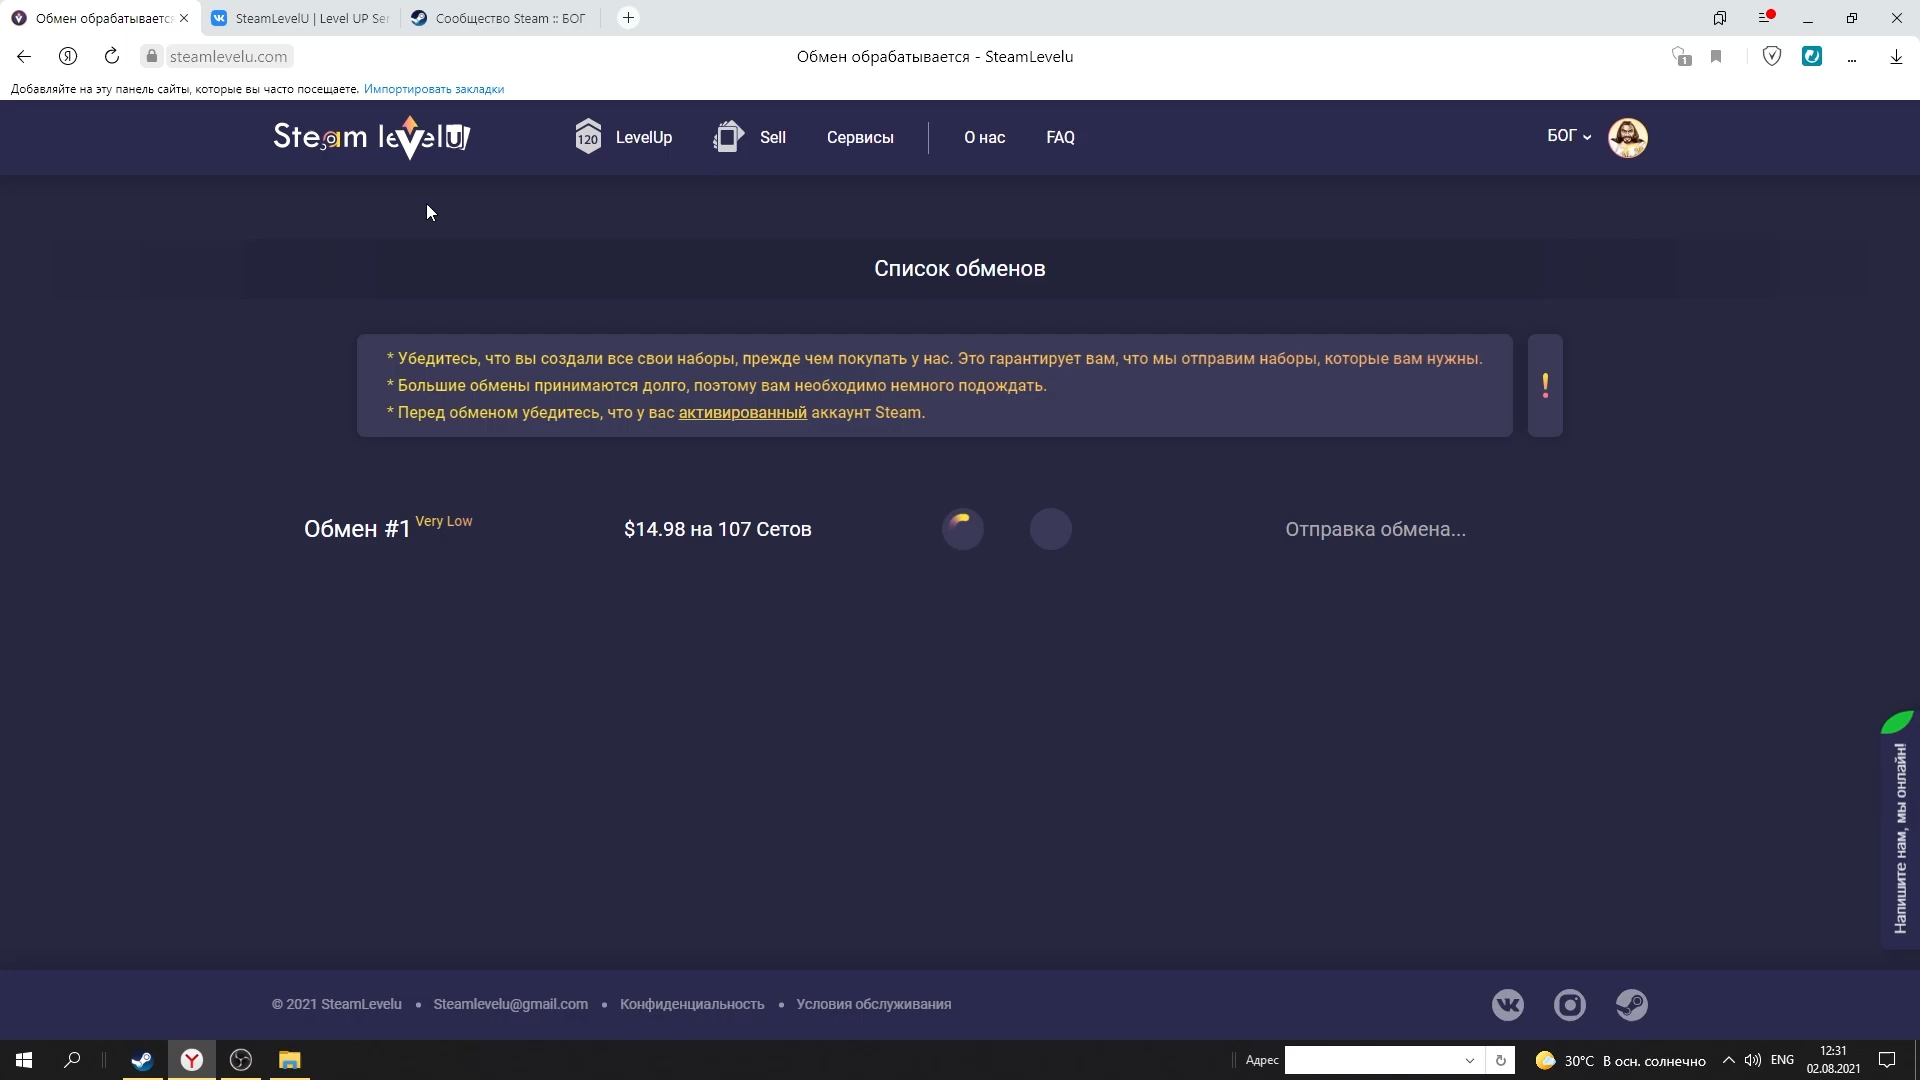 Обмен обрабатывается
SteamLevelU | Level UP Ser
Сообщество Steam :: БОГ
steamlevelu.com
Обмен обрабатывается - SteamLevelu
1
...
Добавляйте на эту панель сайты, которые вы часто посещаете. Импортировать закладки
Steam levelU
120
LevelUp
Sell
Сервисы
О нас
FAQ
БОГ
Список обменов
* Убедитесь, что вы создали все свои наборы, прежде чем покупать у нас. Это гарантирует вам, что мы отправим наборы, которые вам нужны.
* Большие обмены принимаются долго, поэтому вам необходимо немного подождать.
* Перед обменом убедитесь, что у вас активированный аккаунт Steam.
!
Обмен #1 Very Low
$14.98 на 107 Сетов
Отправка обмена...
Напишите нам, мы онлайн!
© 2021 SteamLevelu • Steamlevelu@gmail.com • Конфиденциальность • Условия обслуживания
Адрес
30°C В осн. солнечно
ENG
12:31
02.08.2021